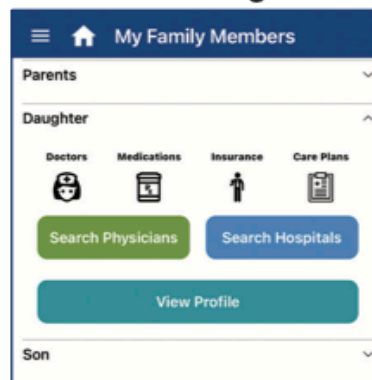 My Family Members
Parents
Daughter
Doctors Medications Insurance Care Plans
Search Physicians Search Hospitals
View Profile
Son